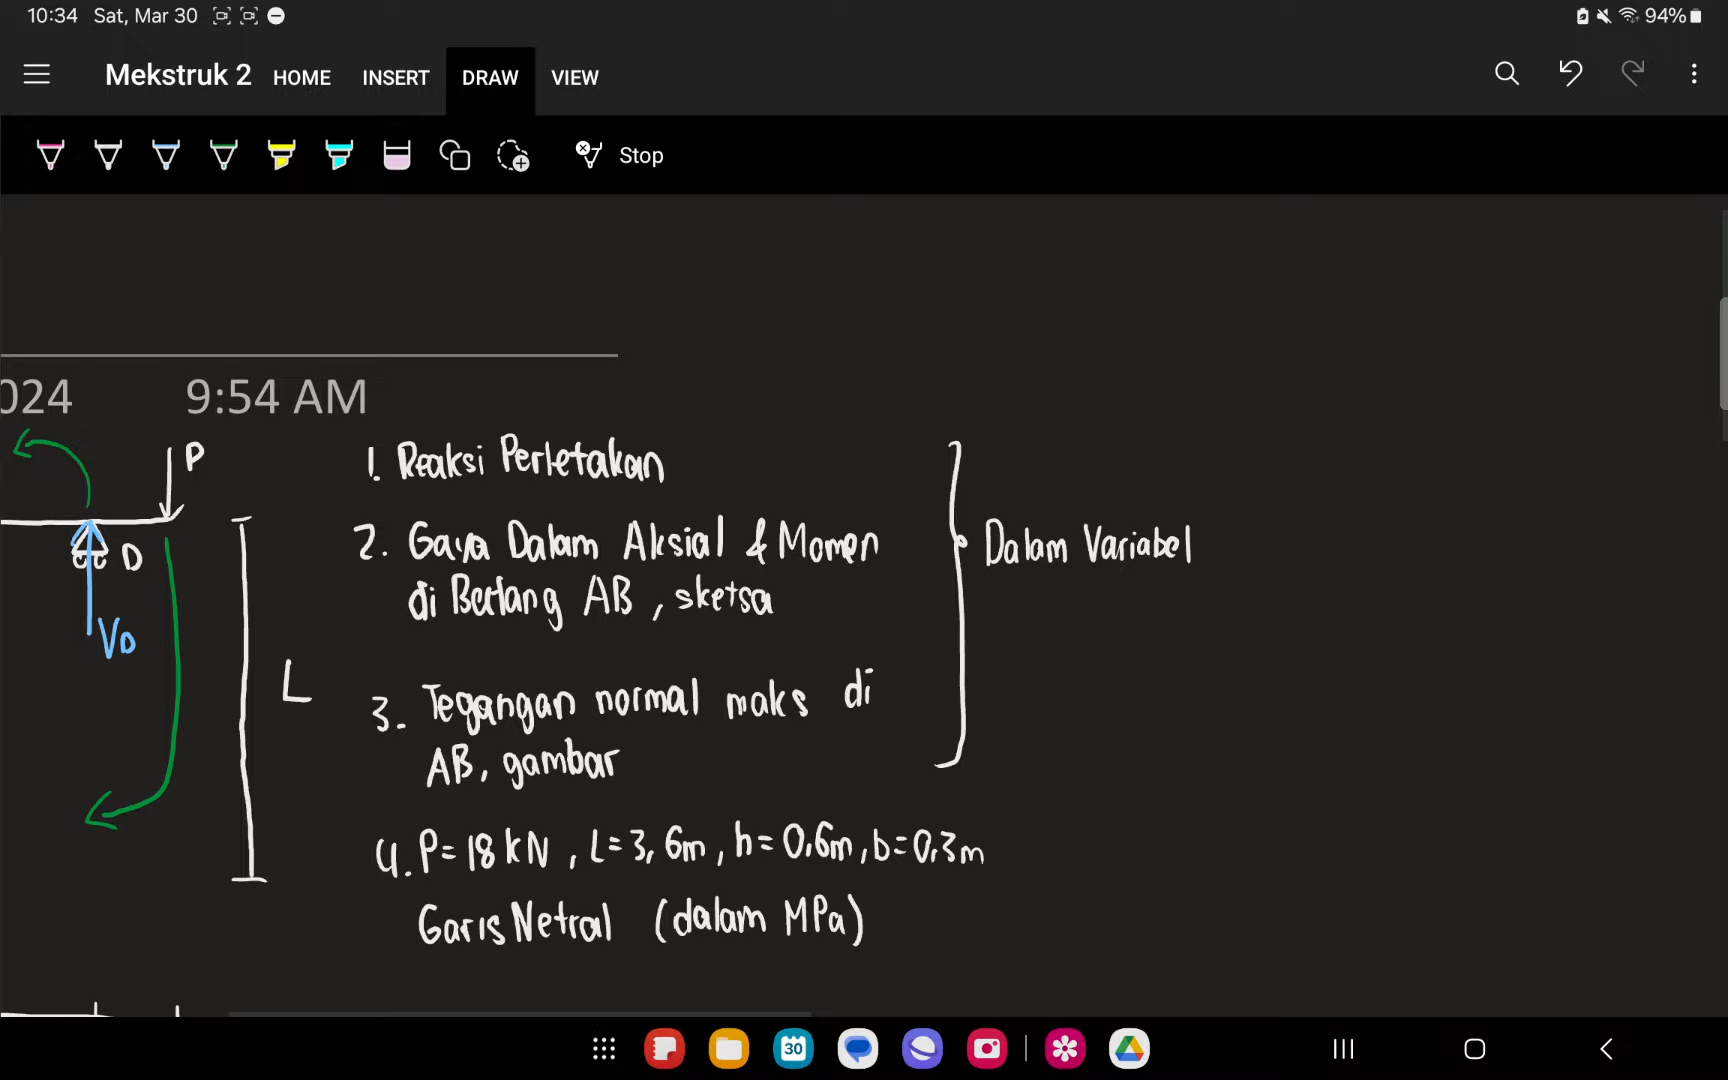 10:34 Sat, Mar 30
94%
Mekstruk 2 HOME INSERT DRAW VIEW
Stop
024 9:54 AM
P
D
VD
L
1. Reaksi Perletakan
2. Gaya Dalam Aksial & Momen
di Bentang AB, sketsa
3. Tegangan normal maks di
AB, gambar
Dalam Variabel
4. P= 18 kN, L= 3,6m, h= 0,6m, b= 0,3m
Garis Netral (dalam MPa)
30